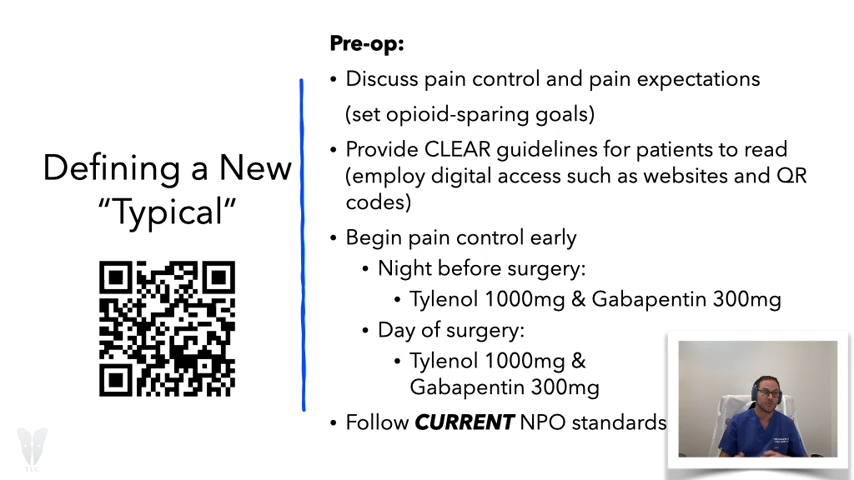 Defining a New
“Typical”
Pre-op:
• Discuss pain control and pain expectations
(set opioid-sparing goals)
• Provide CLEAR guidelines for patients to read
(employ digital access such as websites and QR
codes)
• Begin pain control early
• Night before surgery:
• Tylenol 1000mg & Gabapentin 300mg
• Day of surgery:
• Tylenol 1000mg &
Gabapentin 300mg
• Follow CURRENT NPO standards
SLC